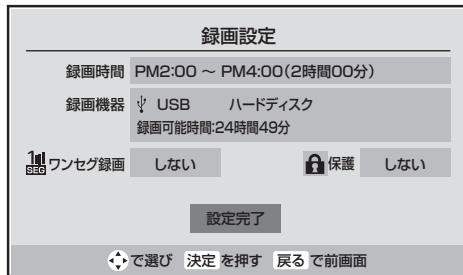 録画設定
録画時間 PM2:00 ～ PM4:00(2時間00分)
録画機器 USB ハードディスク
録画可能時間:24時間49分
1SEG ワンセグ録画 しない 保護 しない
設定完了
で選び 決定 を押す 戻る で前画面